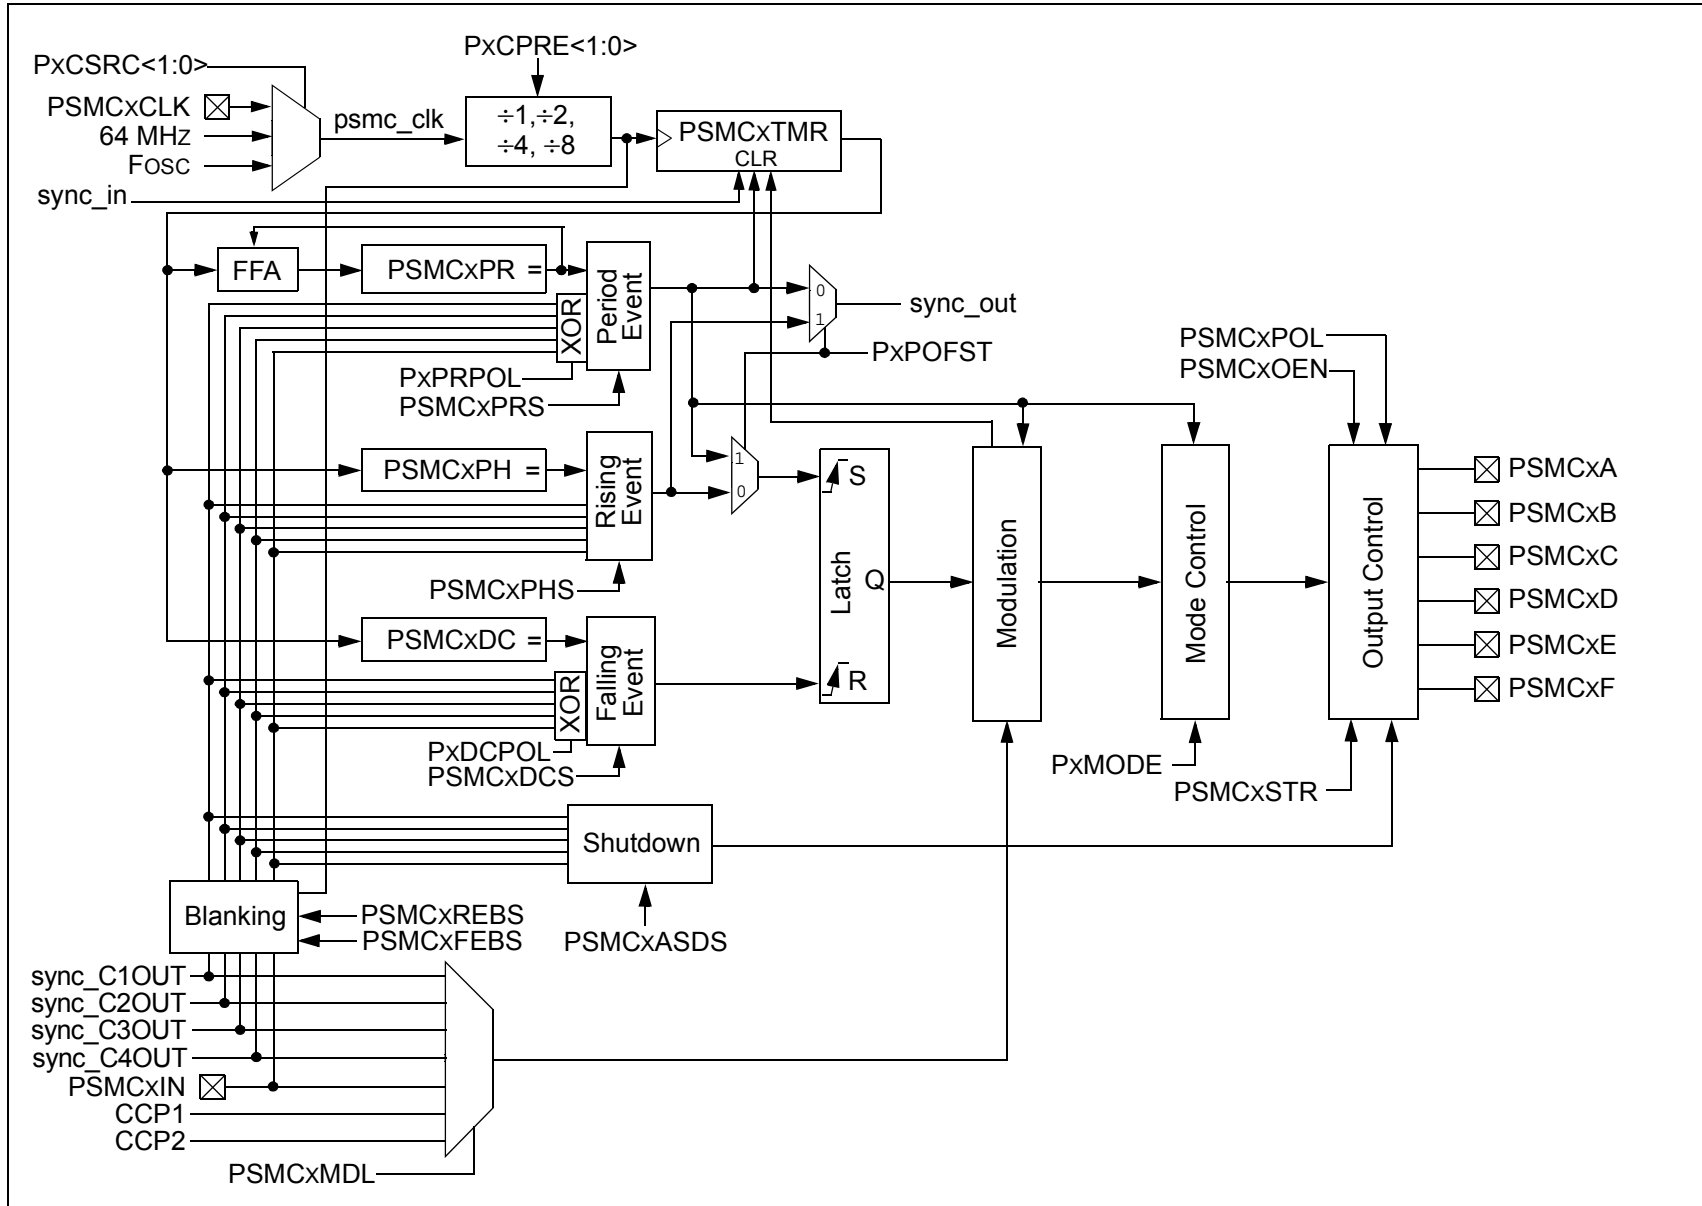 PxCPRE<1:0>
PxCSRC<1:0>
PSMCxCLK
64 MHz
FOSC
sync_in
psmc_clk
÷1,÷2,
÷4, ÷8
PSMCxTMR
CLR
FFA
PSMCxPR =
XOR
Period
Event
0
1
sync_out
PxPOFST
PxPRPOL
PSMCxPRS
PSMCxPH =
Rising
Event
1
0
PSMCxPHS
PSMCxDC =
XOR
Falling
Event
PxDCPOL
PSMCxDCS
S
Latch
Q
R
Modulation
Mode Control
PxMODE
PSMCxPOL
PSMCxOEN
Output Control
PSMCxSTR
PSMCxA
PSMCxB
PSMCxC
PSMCxD
PSMCxE
PSMCxF
Shutdown
PSMCxASDS
Blanking
PSMCxREBS
PSMCxFEBS
sync_C1OUT
sync_C2OUT
sync_C3OUT
sync_C4OUT
PSMCxIN
CCP1
CCP2
PSMCxMDL